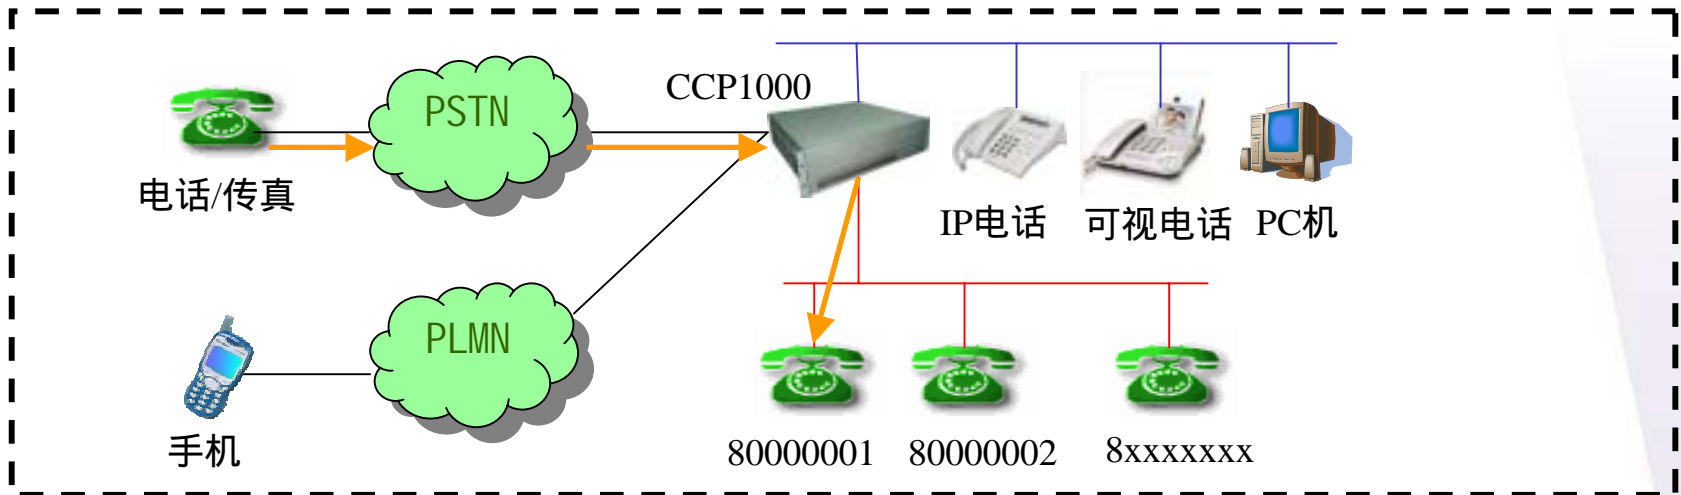 CCP1000
PSTN
电话/传真
IP电话
可视电话
PC机
PLMN
手机
80000001
80000002
8xxxxxxx